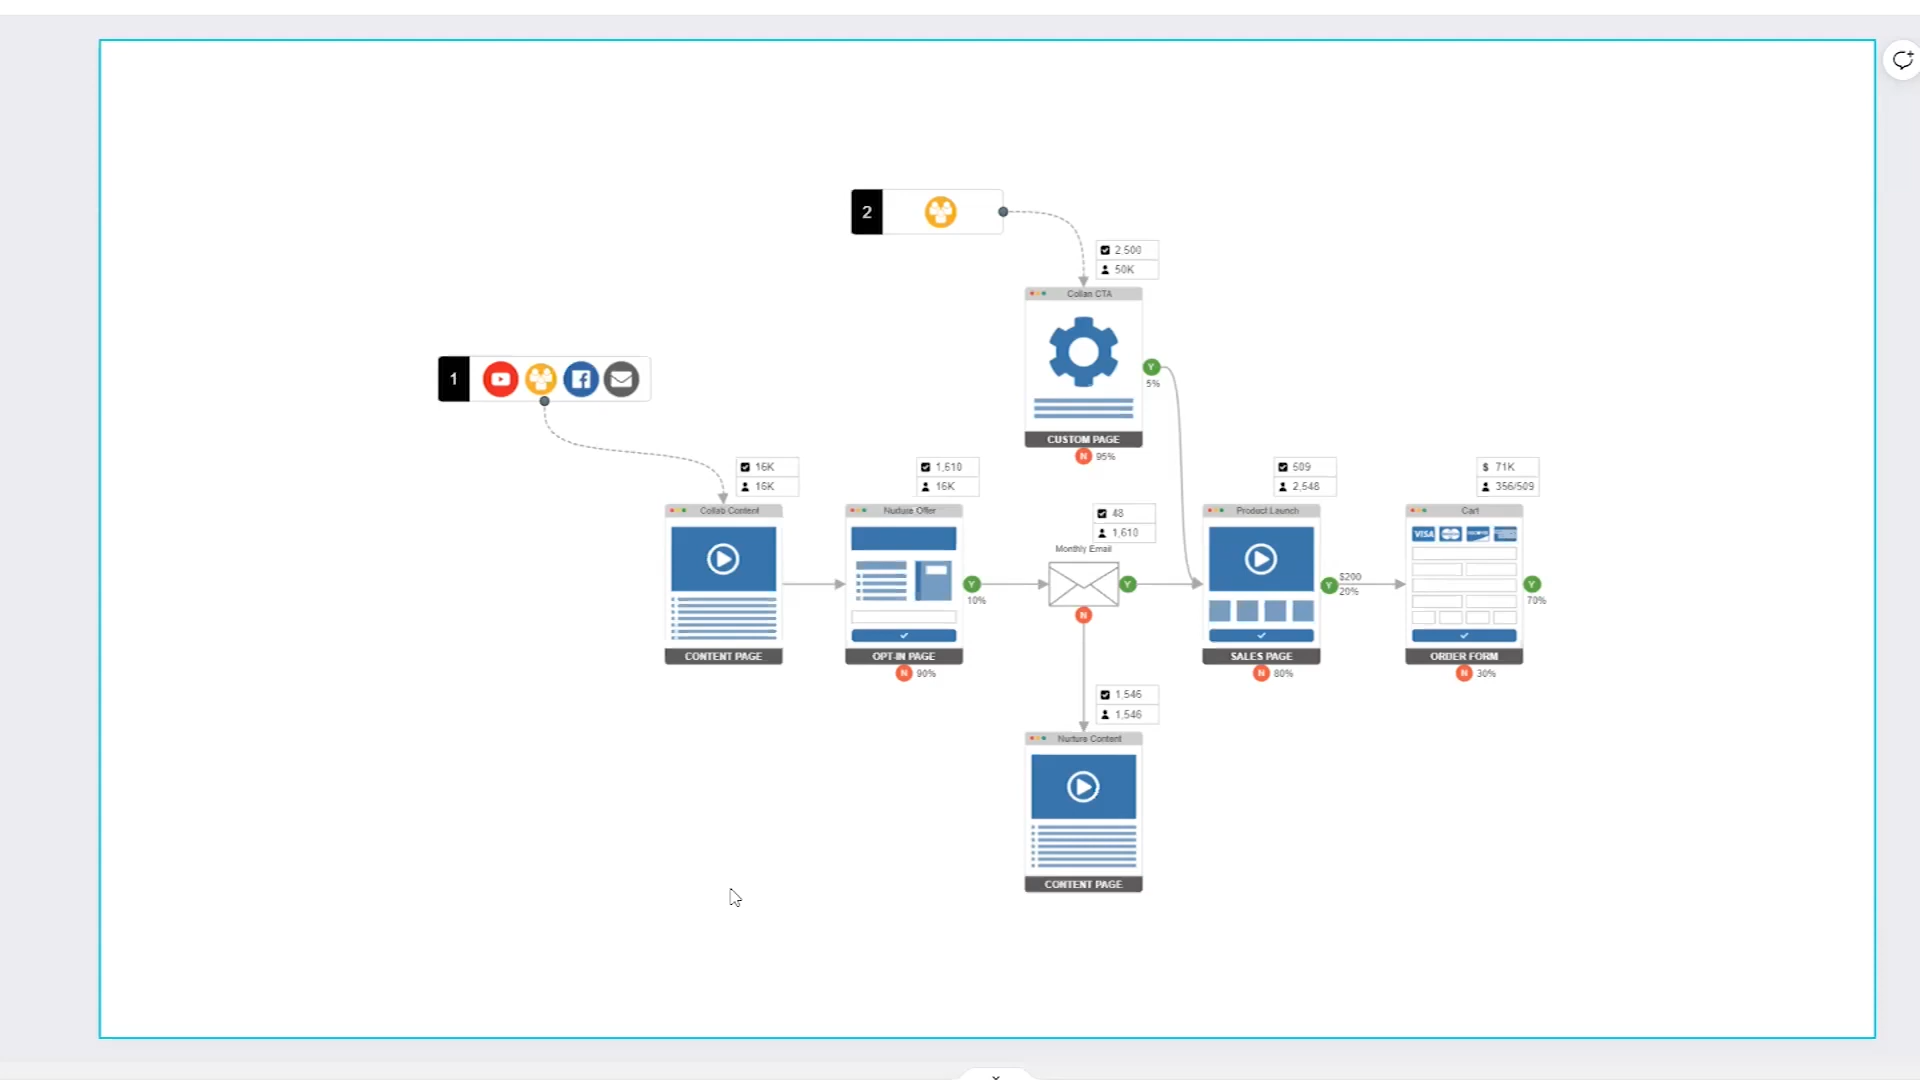 2
2,500
50K
Collan CTA
1
Y
5%
CUSTOM PAGE
N 95%
16K
16K
1,610
16K
509
2,548
$ 71K
356/509
48
1,610
Collab Content
Nuduse Offer
Product Launch
Cart
VISA
Monthly Email
Y
10%
Y
Y
$200
20%
Y
70%
N
CONTENT PAGE
OPT-IN PAGE
SALES PAGE
ORDER FORM
N 90%
N 80%
N 30%
1,546
1,546
Nurture Content
CONTENT PAGE